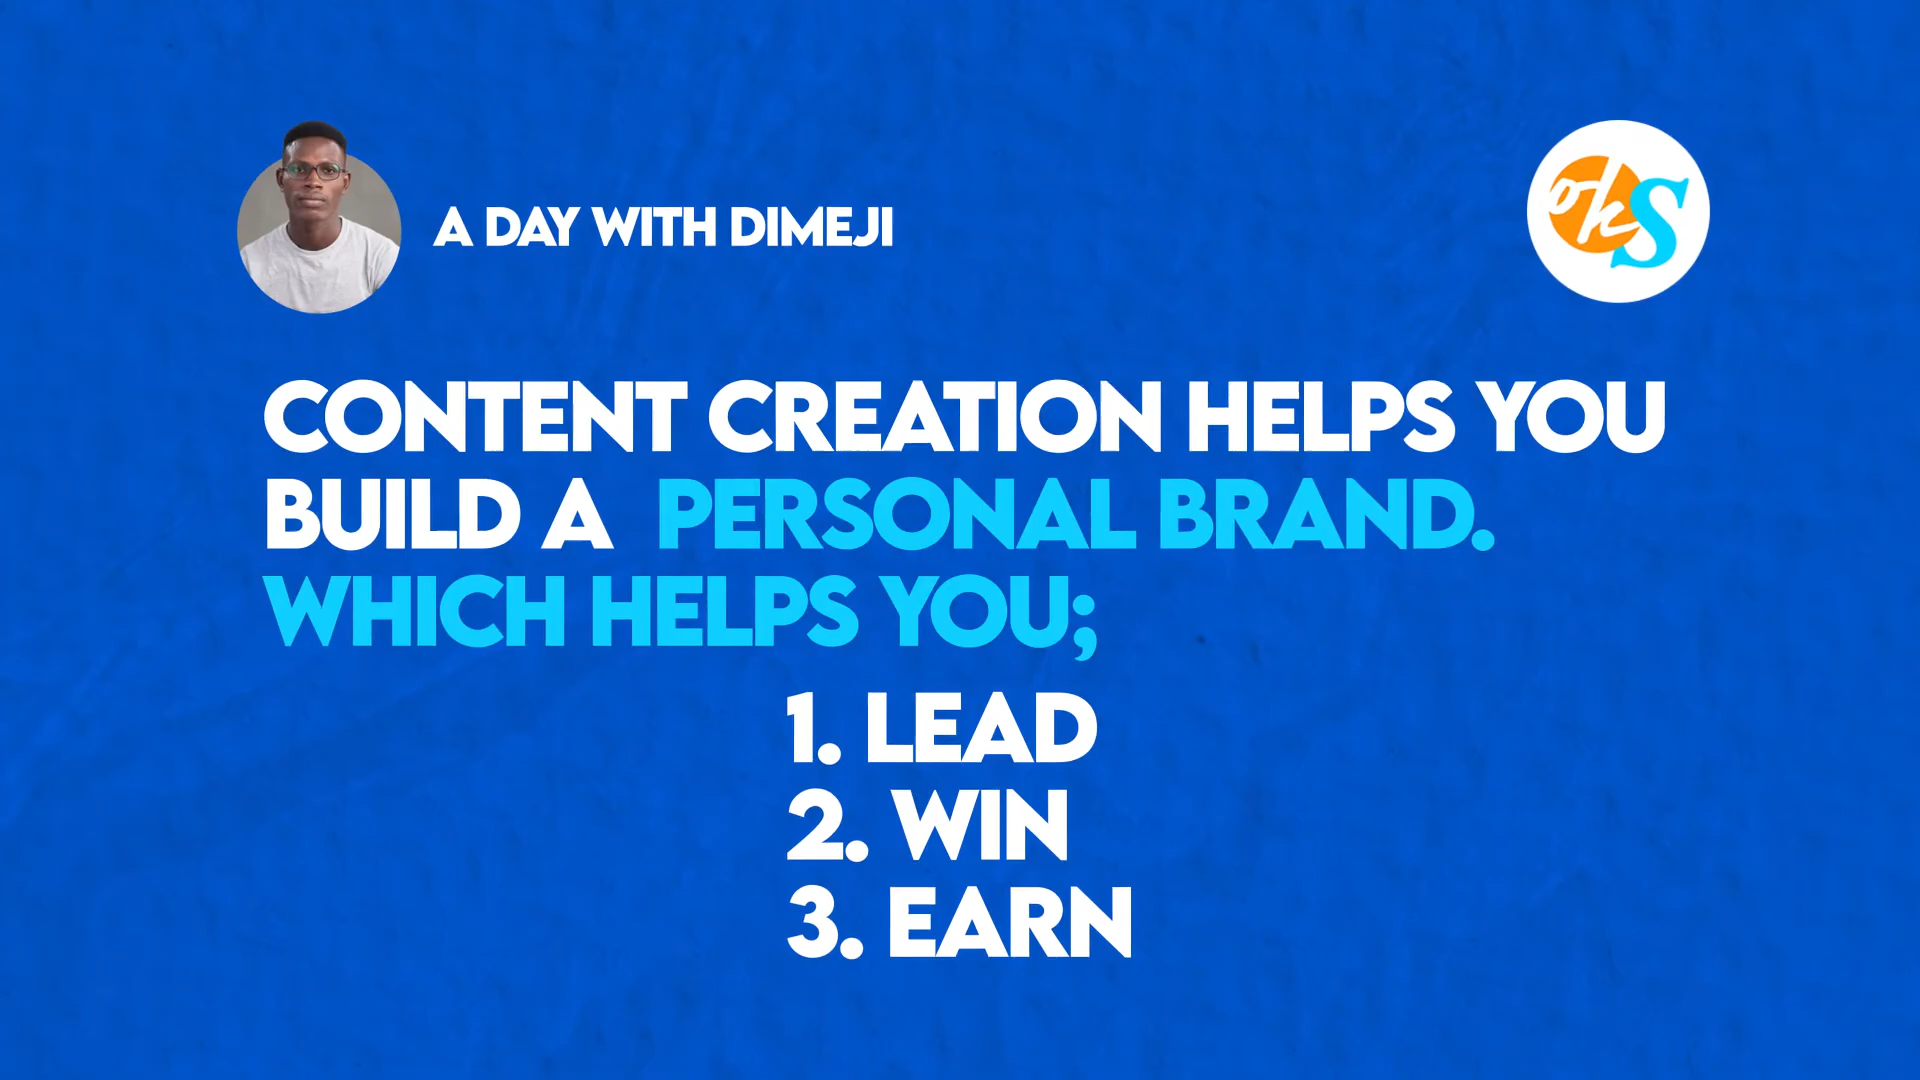 A DAY WITH DIMEJI
okS
CONTENT CREATION HELPS YOU
BUILD A PERSONAL BRAND.
WHICH HELPS YOU;
1. LEAD
2. WIN
3. EARN